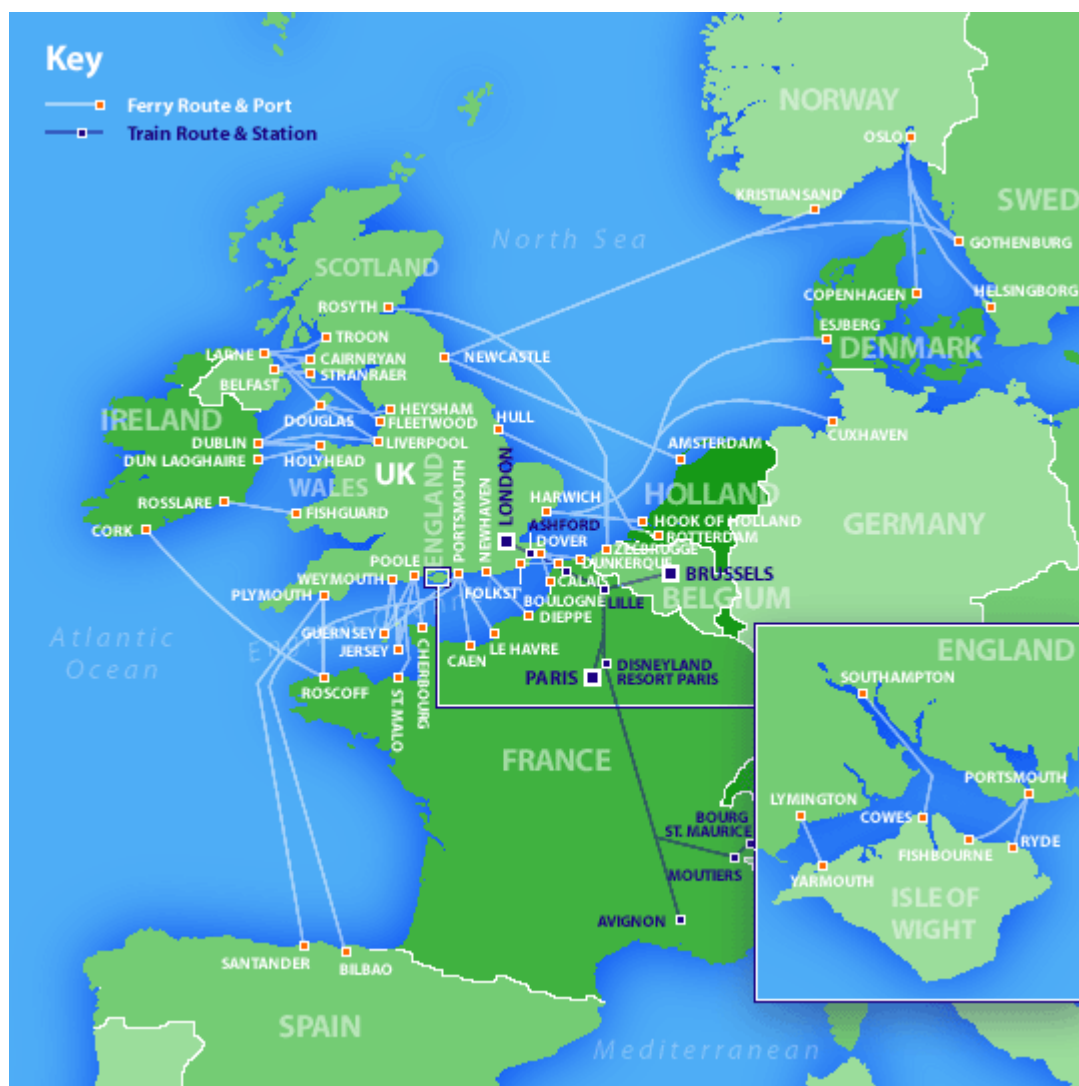 Key
Ferry Route & Port
Train Route & Station
NORWAY
OSLO
KRISTIANSAND
SWED
North Sea
GOTHENBURG
SCOTLAND
COPENHAGEN
HELSINGBORG
ROSYTH
ESJBERG
TROON
DENMARK
LARNE
CAIRNRYAN
NEWCASTLE
STRANRAER
BELFAST
IRELAND
HEYSHAM
HULL
DOUGLAS
FLEETWOOD
CUXHAVEN
DUBLIN
LIVERPOOL
AMSTERDAM
DUN LAOGHAIRE
HOLYHEAD
UK
ENGLAND
PORTSMOUTH
NEWHAVEN
LONDON
WALES
HOLLAND
ROSSLARE
HARWICH
FISHGUARD
HOOK OF HOLLAND
GERMANY
CORK
ASHFORD
ROTTERDAM
DOVER
ZEEBRUGGE
DUNKERQUE
POOLE
WEYMOUTH
CALAIS
BRUSSELS
PLYMOUTH
FOLKST
BOULOGNE
LILLE
BELGIUM
DIEPPE
Atlantic
Ocean
GUERNSEY
JERSEY
CHERBOURG
CAEN
LE HAVRE
ROSCOFF
ST.MALO
PARIS
DISNEYLAND
RESORT PARIS
FRANCE
BOURG
ST. MAURICE
MOUTIERS
AVIGNON
SANTANDER
BILBAO
SPAIN
Mediterranean
ENGLAND
SOUTHAMPTON
PORTSMOUTH
LYMINGTON
COWES
FISHBOURNE
RYDE
YARMOUTH
ISLE OF
WIGHT